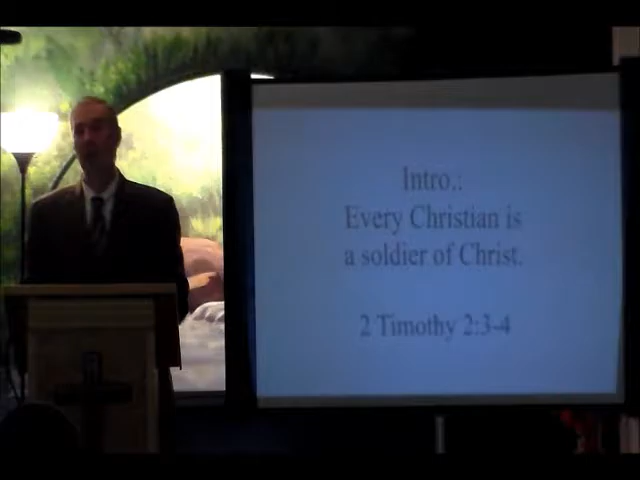 Intro.:
Every Christian is
a soldier of Christ.
2 Timothy 2:3-4